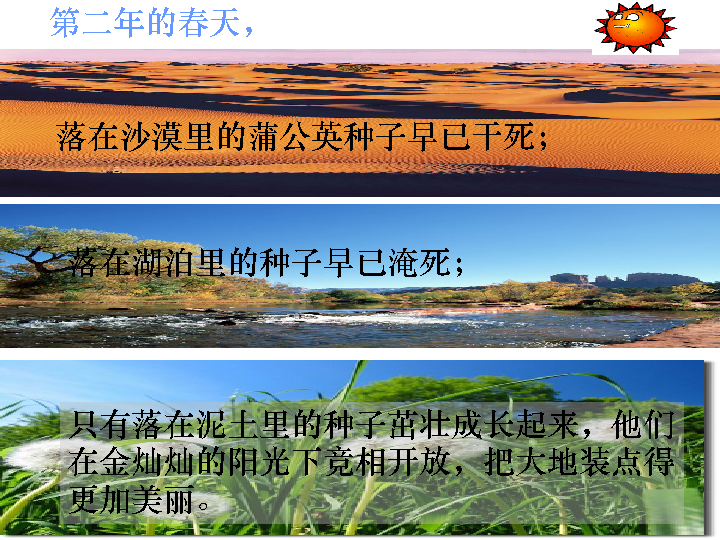 第二年的春天，
落在沙漠里的蒲公英种子早已干死；
落在湖泊里的种子早已淹死；
只有落在泥土里的种子茁壮成长起来，他们
在金灿灿的阳光下竞相开放，把大地装点得
更加美丽。